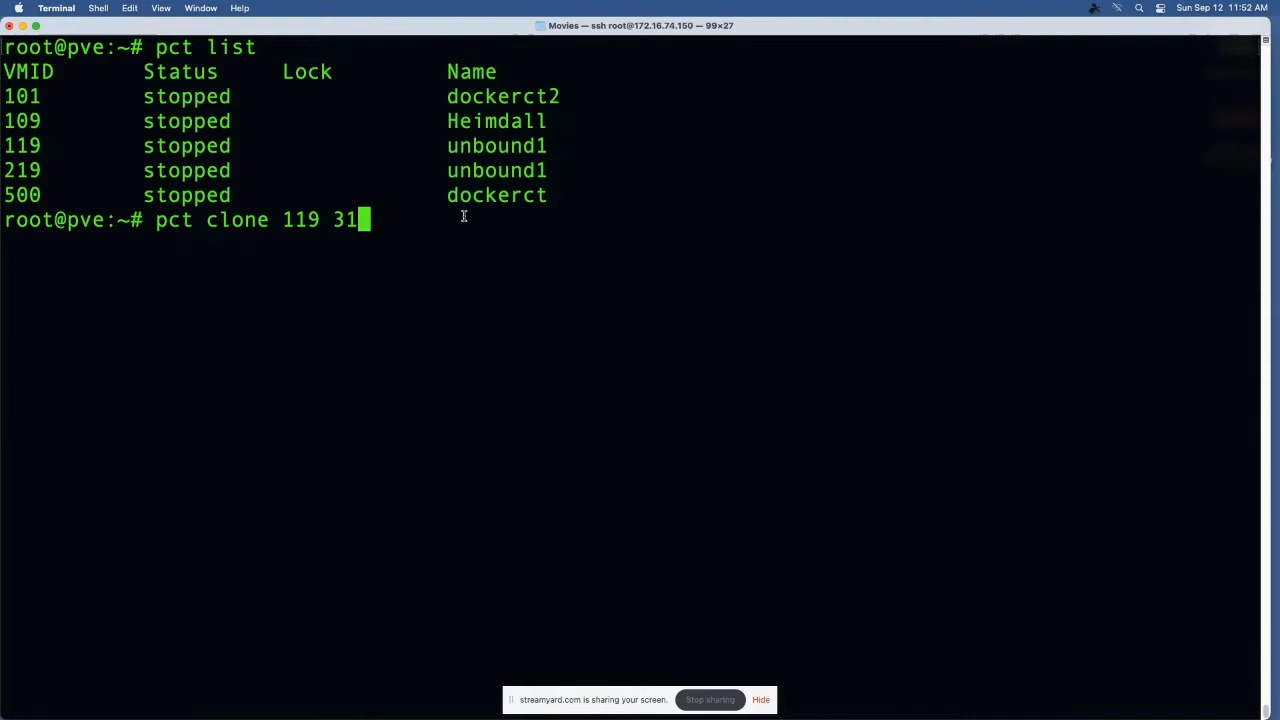 Terminal Shell Edit View Window Help Sun Sep 12 11:52 AM
Movies — ssh root@172.16.74.150 — 99×27
root@pve:~# pct list
VMID Status Lock Name
101 stopped dockerct2
109 stopped Heimdall
119 stopped unbound1
219 stopped unbound1
500 stopped dockerct
root@pve:~# pct clone 119 31
streamyard.com is sharing your screen. Stop sharing Hide